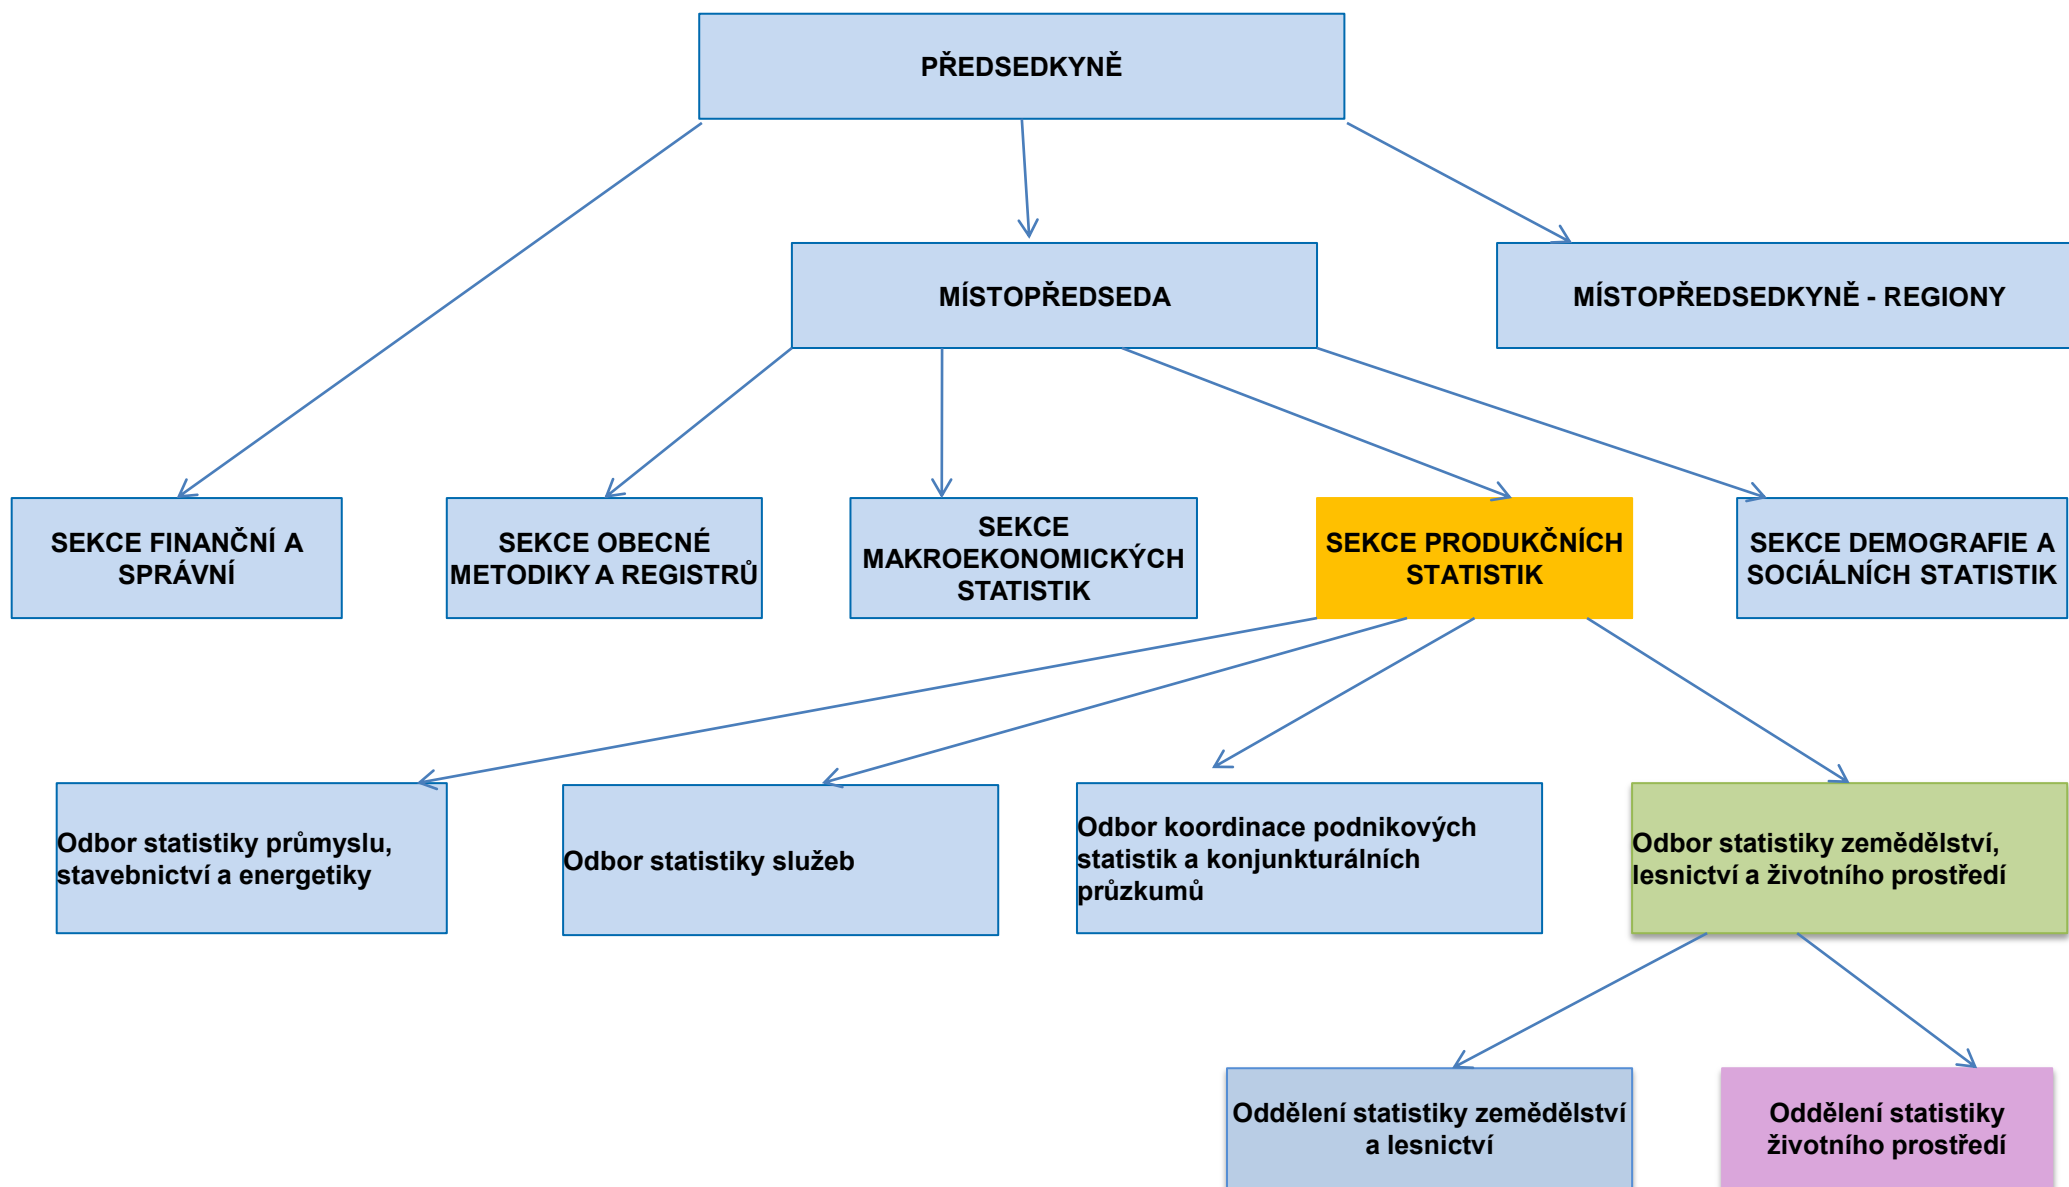 PŘEDSEDKYNĚ
MÍSTOPŘEDSEDA
MÍSTOPŘEDSEDKYNĚ - REGIONY
SEKCE FINANČNÍ A
SPRÁVNÍ
SEKCE OBECNÉ
METODIKY A REGISTRŮ
SEKCE
MAKROEKONOMICKÝCH
STATISTIK
SEKCE PRODUKČNÍCH
STATISTIK
SEKCE DEMOGRAFIE A
SOCIÁLNÍCH STATISTIK
Odbor statistiky průmyslu,
stavebnictví a energetiky
Odbor statistiky služeb
Odbor koordinace podnikových
statistik a konjunkturálních
průzkumů
Odbor statistiky zemědělství,
lesnictví a životního prostředí
Oddělení statistiky zemědělství
a lesnictví
Oddělení statistiky
životního prostředí